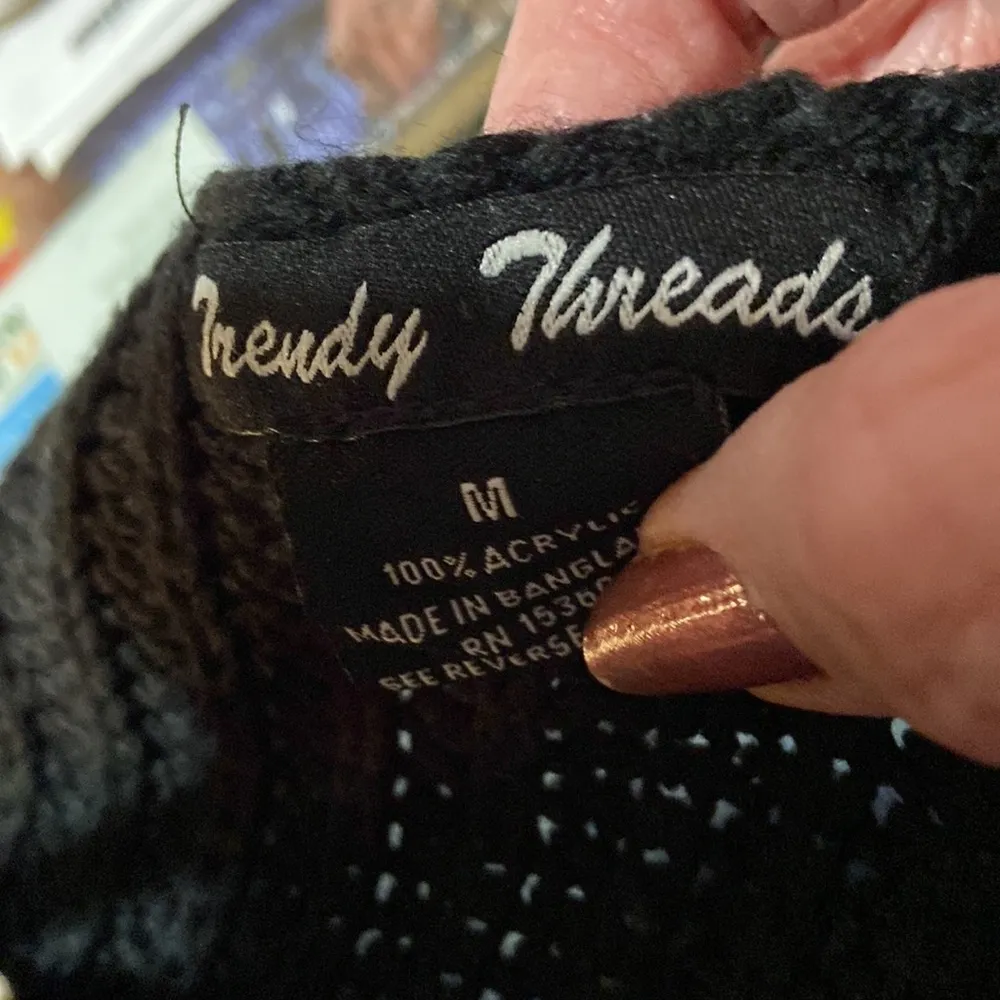 Trendy Threads
M
100% ACRYLIC
MADE IN BANGLA
RN 1536
SEE REVERSE